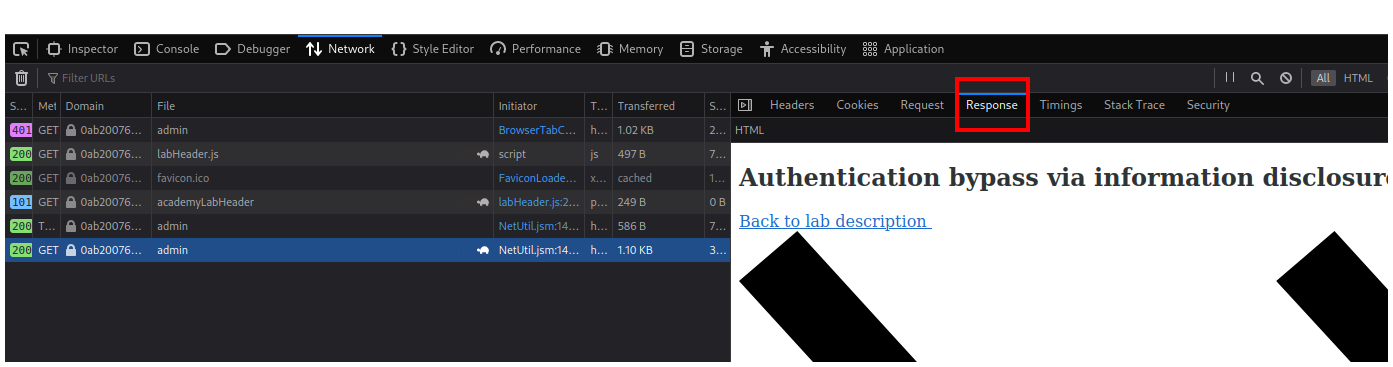 Inspector Console Debugger Network Style Editor Performance Memory Storage Accessibility Application
Filter URLs All HTML
S... Met Domain File Initiator T... Transferred S... Headers Cookies Request Response Timings Stack Trace Security
401 GET 0ab20076... admin BrowserTabC... h... 1.02 KB 2... HTML
200 GET 0ab20076... labHeader.js script js 497 B 7...
200 GET 0ab20076... favicon.ico FaviconLoade... x... cached 1...
Authentication bypass via information disclosure
101 GET 0ab20076... academyLabHeader labHeader.js:2... p... 249 B 0 B
200 T... 0ab20076... admin NetUtil.jsm:14... h... 586 B 7...
Back to lab description
200 GET 0ab20076... admin NetUtil.jsm:14... h... 1.10 KB 3...